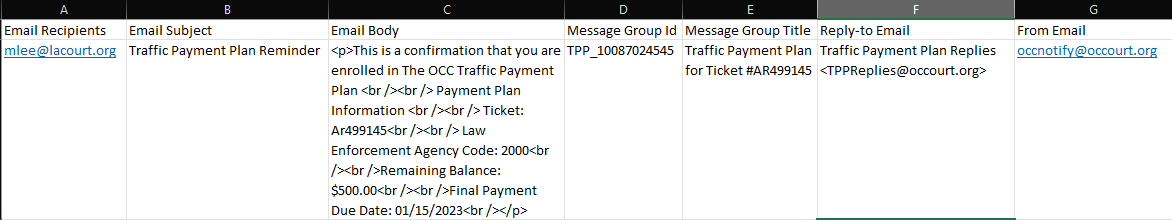 A B C D E F G
Email Recipients Email Subject Email Body Message Group Id Message Group Title Reply-to Email From Email
mlee@lacourt.org Traffic Payment Plan Reminder <p>This is a confirmation that you are TPP_10087024545 Traffic Payment Plan Traffic Payment Plan Replies occnotify@occourt.org
enrolled in The OCC Traffic Payment for Ticket #AR499145 <TPPReplies@occourt.org>
Plan <br /><br /> Payment Plan
Information <br /><br /> Ticket:
Ar499145<br /><br /> Law
Enforcement Agency Code: 2000<br
/><br />Remaining Balance:
$500.00<br /><br />Final Payment
Due Date: 01/15/2023<br /></p>